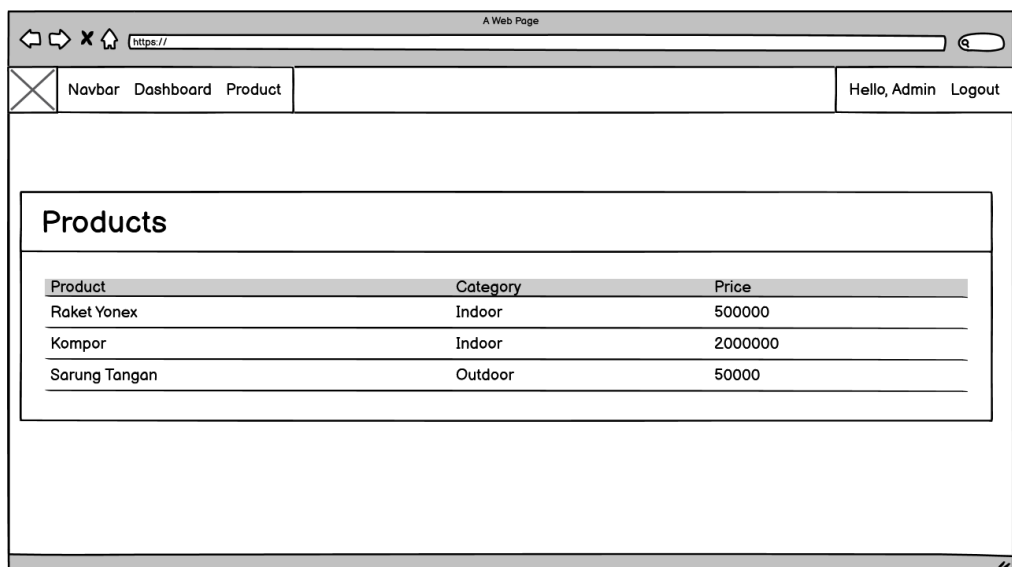 A Web Page
https://
Navbar Dashboard Product Hello, Admin Logout
Products
Product Category Price
Raket Yonex Indoor 500000
Kompor Indoor 2000000
Sarung Tangan Outdoor 50000